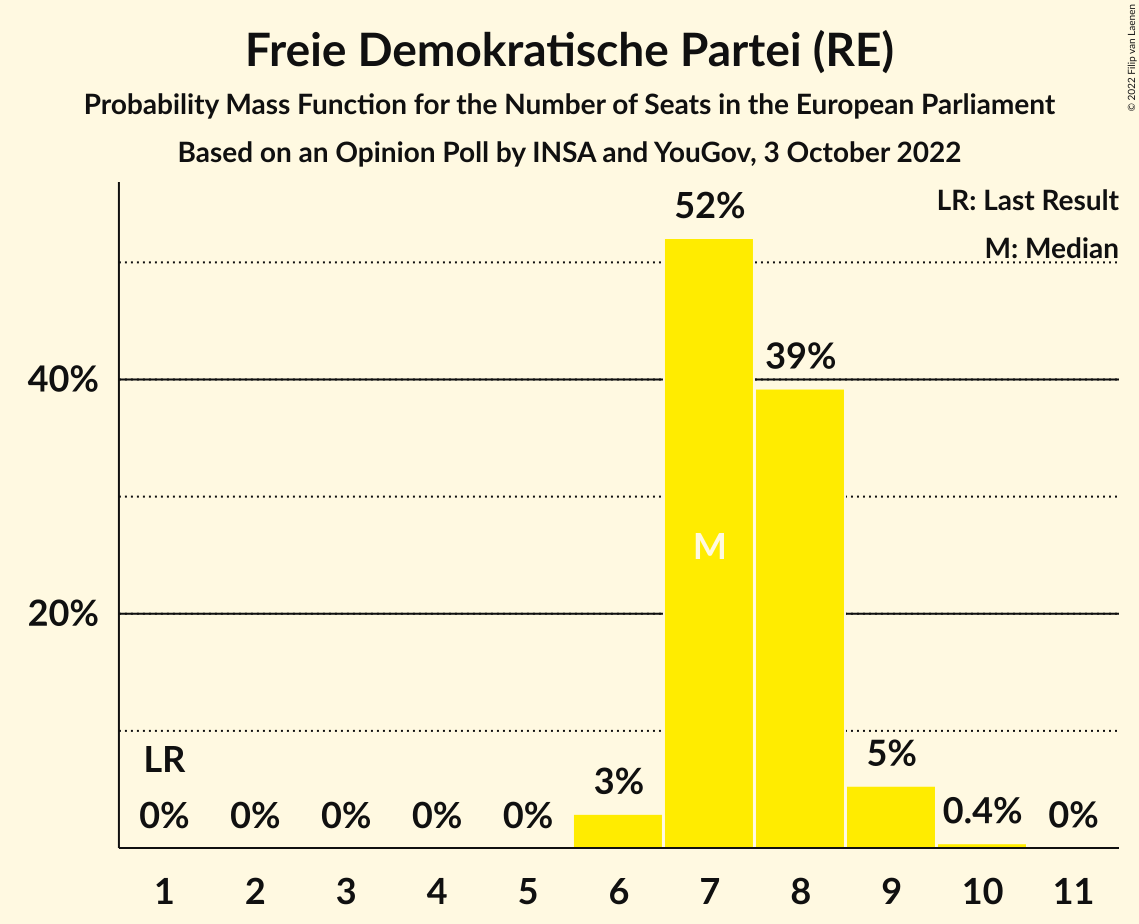 Freie Demokratische Partei (RE)
Probability Mass Function for the Number of Seats in the European Parliament
Based on an Opinion Poll by INSA and YouGov, 3 October 2022
© 2022 Filip van Laenen
LR: Last Result
M: Median
52%
39%
40%
M
20%
LR
0% 0% 0% 0% 0% 3% 5% 0.4% 0%
1 2 3 4 5 6 7 8 9 10 11